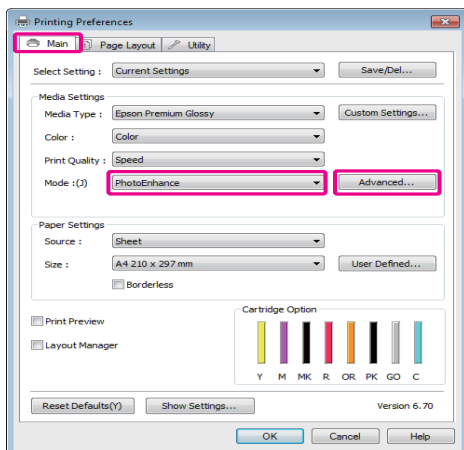 Printing Preferences
Main Page Layout Utility
Select Setting : Current Settings Save/Del...
Media Settings
Media Type : Epson Premium Glossy Custom Settings...
Color : Color
Print Quality : Speed
Mode :(J) PhotoEnhance Advanced...
Paper Settings
Source : Sheet
Size : A4 210 x 297 mm User Defined...
Borderless
Cartridge Option
Print Preview
Layout Manager
Y M MK R OR PK GO C
Reset Defaults(Y) Show Settings... Version 6.70
OK Cancel Help